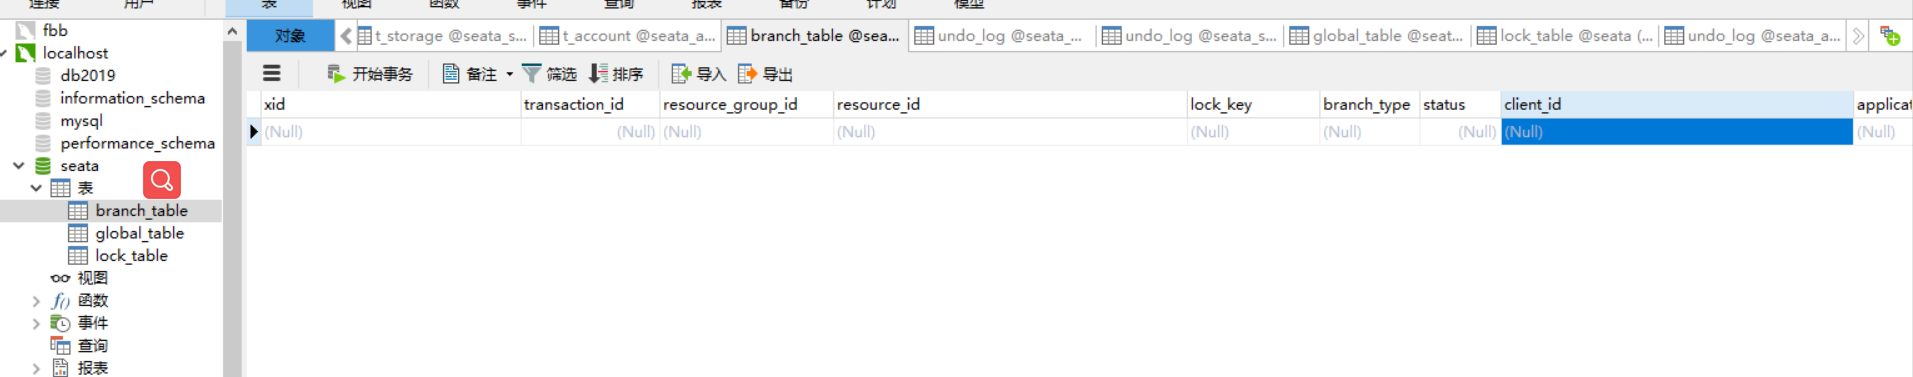 连接 用户 表 视图 函数 事件 查询 报表 备份 计划 模型
fbb
localhost
db2019
information_schema
mysql
performance_schema
seata
表
branch_table
global_table
lock_table
视图
函数
事件
查询
报表
对象 t_storage @seata_s... t_account @seata_a... branch_table @sea... undo_log @seata_... undo_log @seata_s... global_table @seat... lock_table @seata (... undo_log @seata_a...
开始事务 备注 筛选 排序 导入 导出
xid transaction_id resource_group_id resource_id lock_key branch_type status client_id applicat
(Null) (Null) (Null) (Null) (Null) (Null) (Null) (Null) (Null)